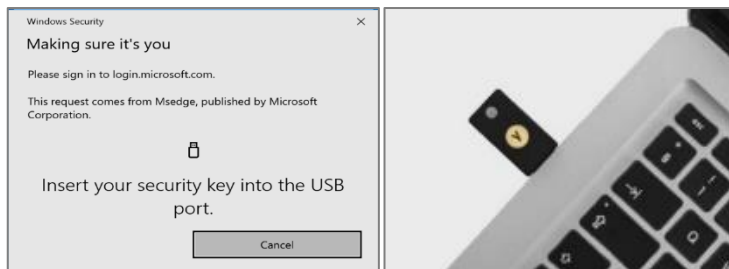 Windows Security
Making sure it's you
Please sign in to login.microsoft.com.
This request comes from Msedge, published by Microsoft
Corporation.
Insert your security key into the USB
port.
Cancel
esc